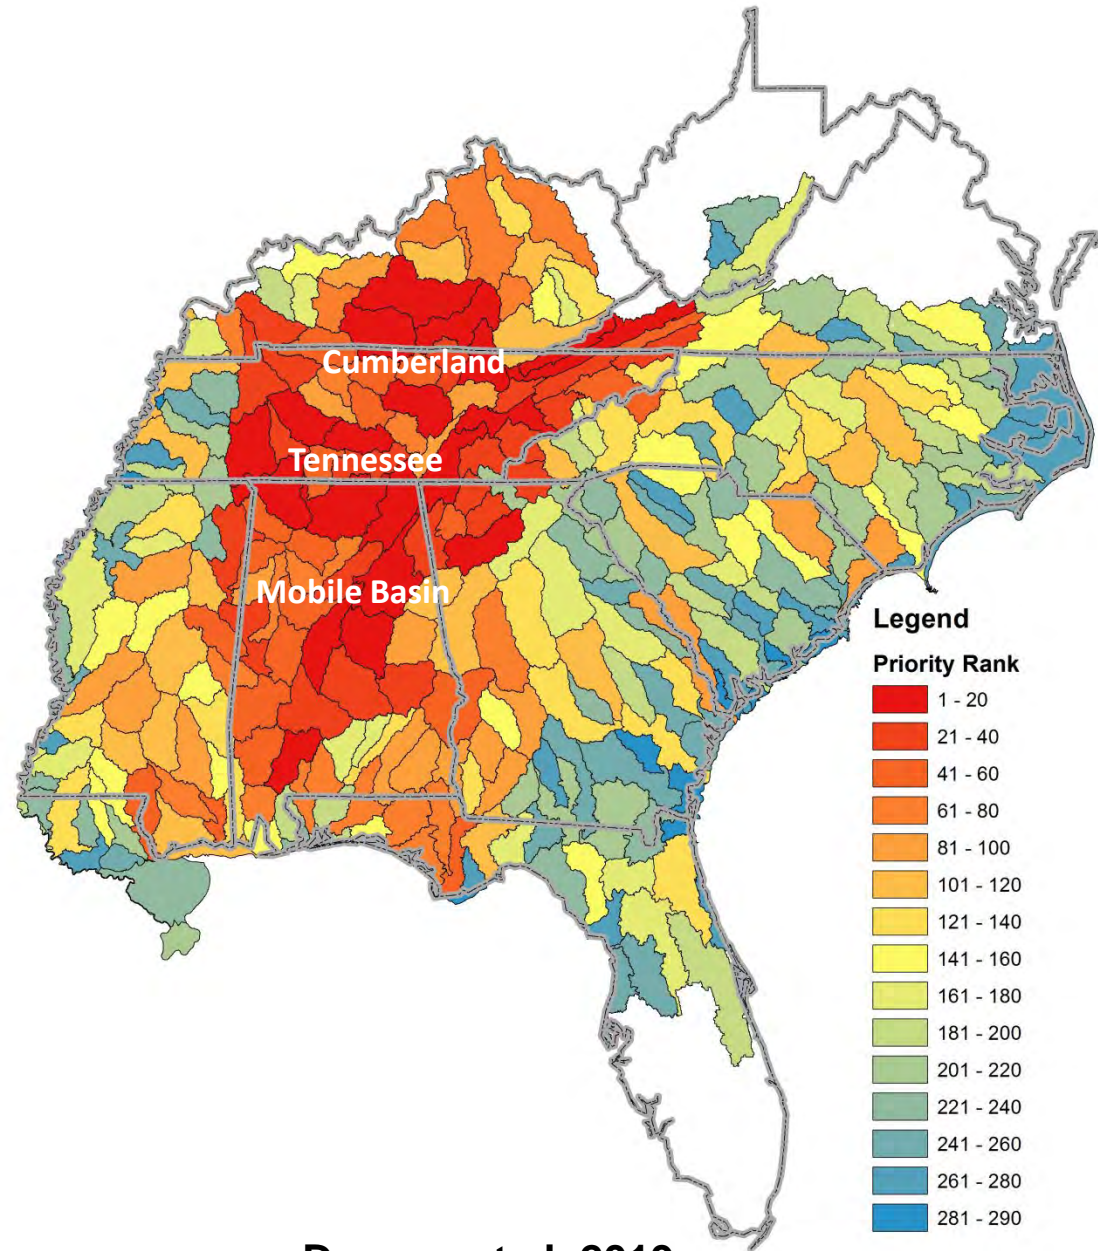 Cumberland
Tennessee
Mobile Basin
Legend
Priority Rank
1 - 20
21 - 40
41 - 60
61 - 80
81 - 100
101 - 120
121 - 140
141 - 160
161 - 180
181 - 200
201 - 220
221 - 240
241 - 260
261 - 280
281 - 290